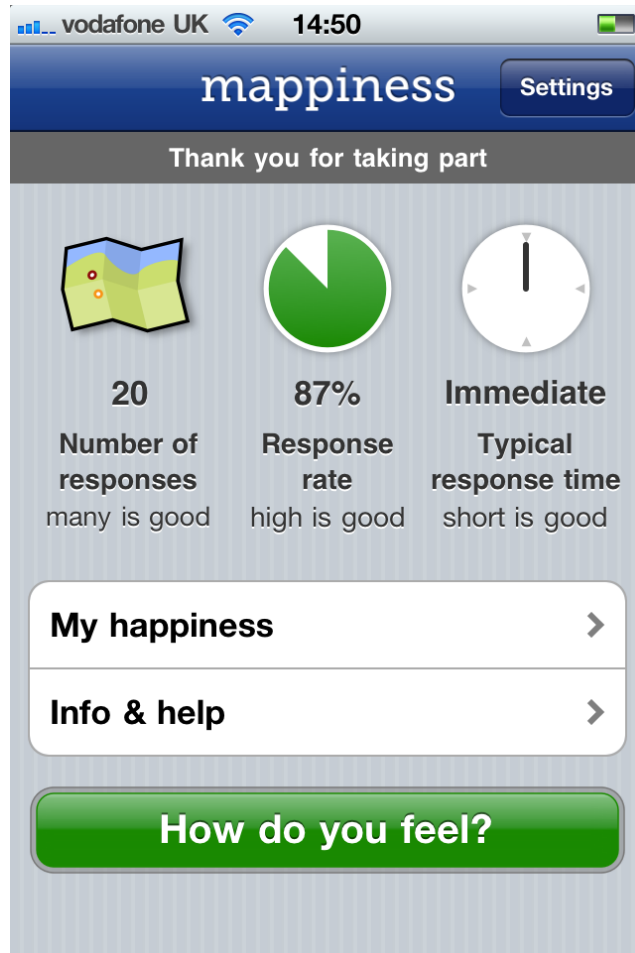 vodafone UK 14:50
mappiness Settings
Thank you for taking part
20 87% Immediate
Number of Response Typical
responses rate response time
many is good high is good short is good
My happiness
Info & help
How do you feel?